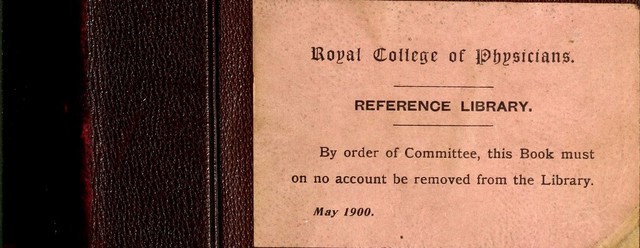 Royal College of Physicians.
REFERENCE LIBRARY.
By order of Committee, this Book must
on no account be removed from the Library.
May 1900.